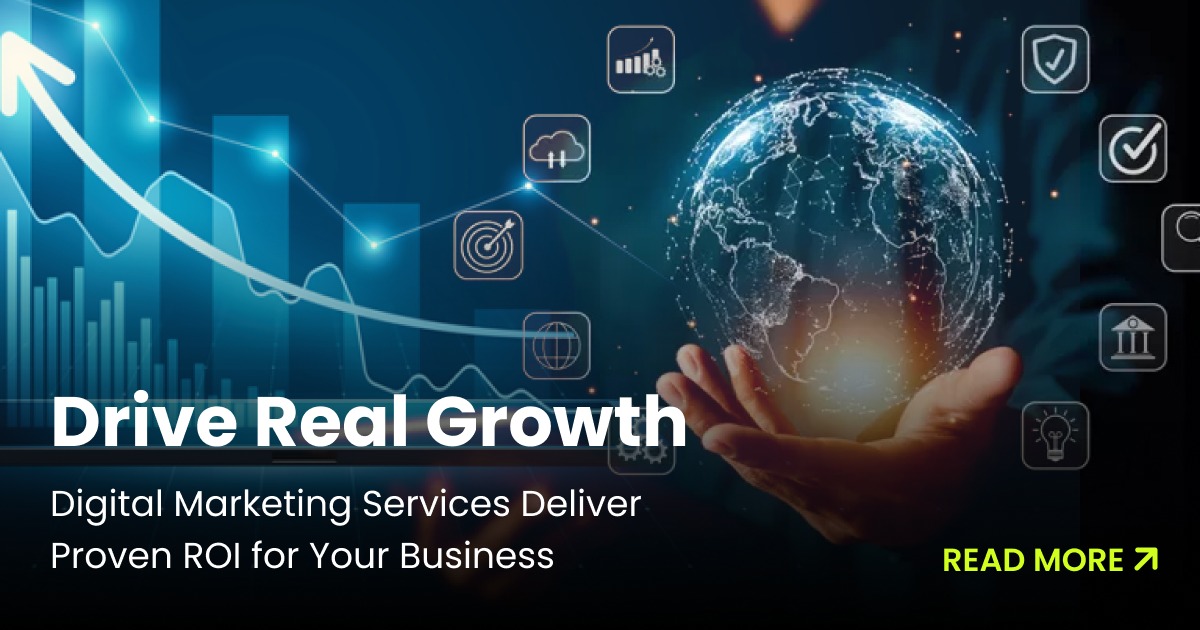 Drive Real Growth
Digital Marketing Services Deliver
Proven ROI for Your Business
READ MORE